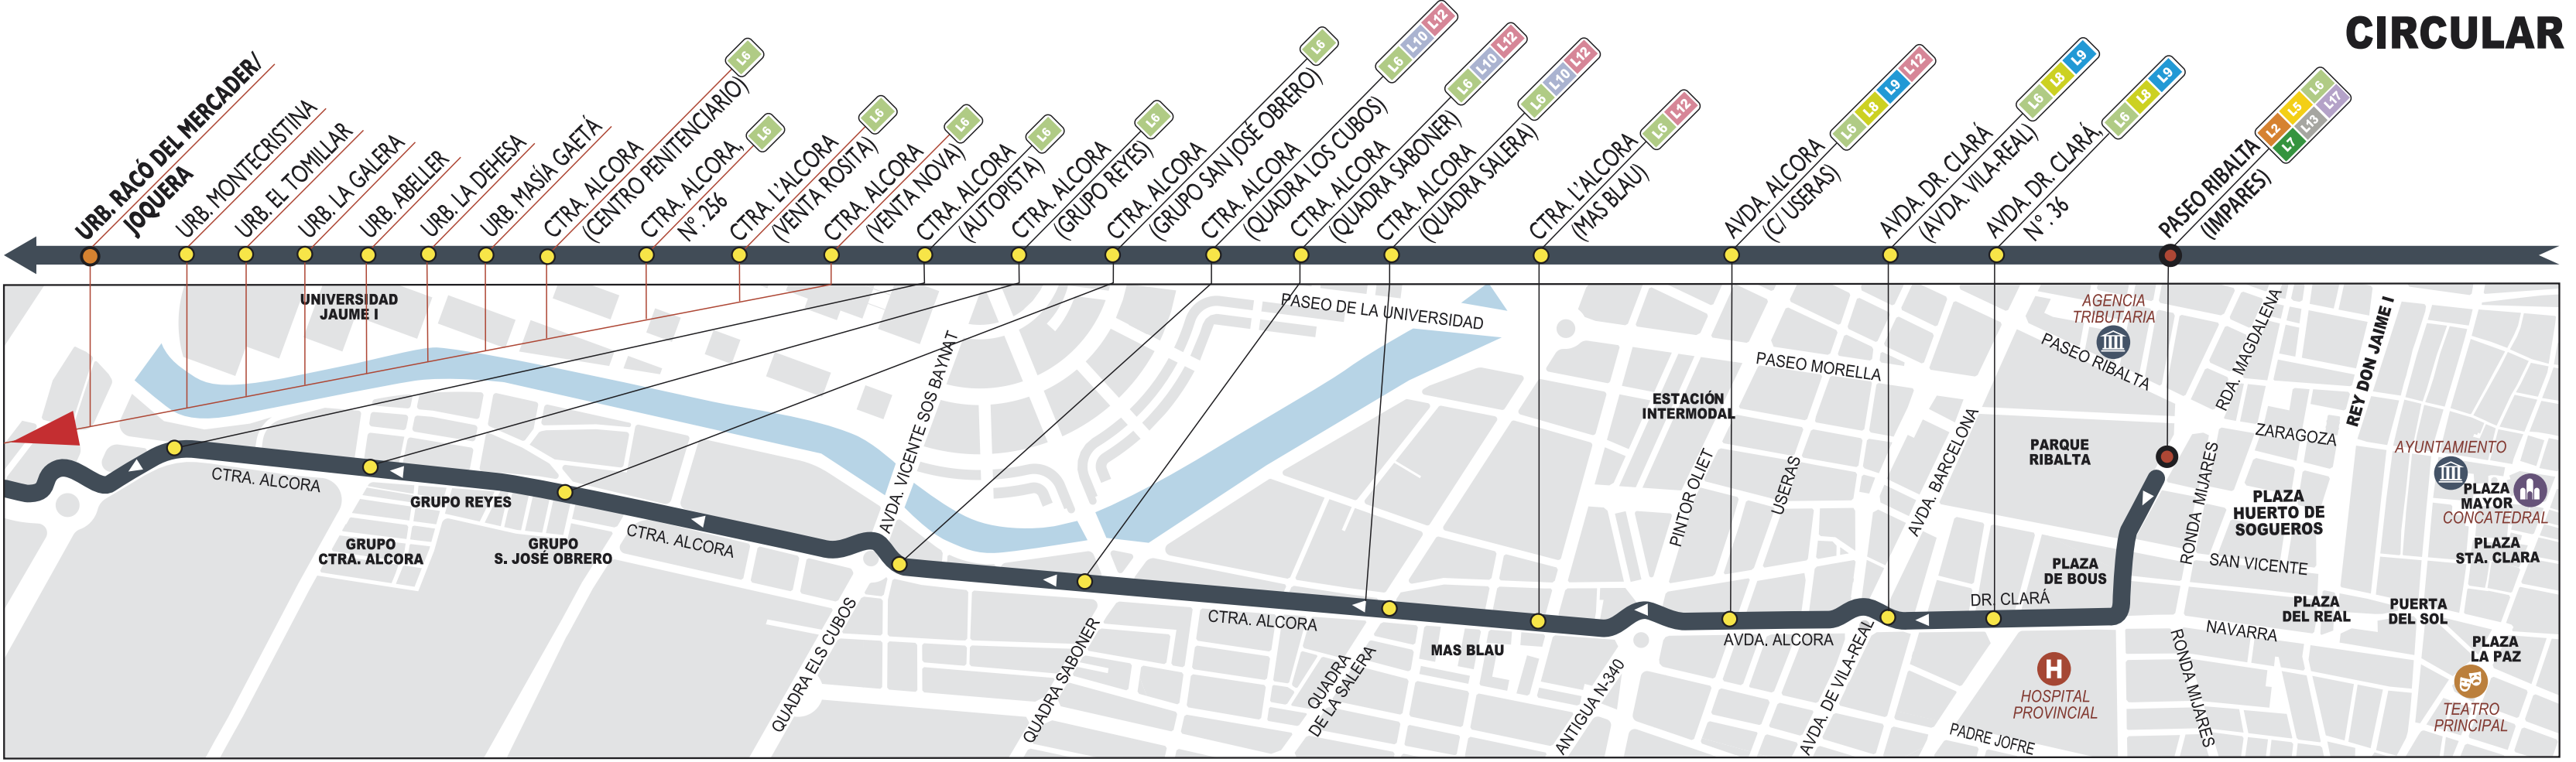 CIRCULAR
URB. RACÓ DEL MERCADER/
JOQUERA
URB. MONTECRISTINA
URB. EL TOMILLAR
URB. LA GALERA
URB. ABELLER
URB. LA DEHESA
URB. MASÍA GAETÁ
CTRA. ALCORA
(CENTRO PENITENCIARIO)
L6
CTRA. ALCORA,
Nº. 256
L6
CTRA. L'ALCORA
(VENTA ROSITA)
L6
CTRA. ALCORA
(VENTA NOVA)
L6
CTRA. ALCORA
(AUTOPISTA)
L6
CTRA. ALCORA
(GRUPO REYES)
L6
CTRA. ALCORA
(GRUPO SAN JOSÉ OBRERO)
L6
CTRA. ALCORA
(QUADRA LOS CUBOS)
L6 L10 L12
CTRA. ALCORA
(QUADRA SABONER)
L6 L10 L12
CTRA. ALCORA
(QUADRA SALERA)
L6 L10 L12
CTRA. L'ALCORA
(MAS BLAU)
L6 L12
AVDA. ALCORA
(C/ USERAS)
L6 L8 L9 L12
AVDA. DR. CLARÁ
(AVDA. VILA-REAL)
L6 L8 L9
AVDA. DR. CLARÁ,
Nº. 36
L6 L8 L9
PASEO RIBALTA
(IMPARES)
L2 L5 L6
L7 L13 L17
UNIVERSIDAD
JAUME I
PASEO DE LA UNIVERSIDAD
AGENCIA
TRIBUTARIA
PASEO RIBALTA
RDA. MAGDALENA
REY DON JAIME I
PASEO MORELLA
ESTACIÓN
INTERMODAL
AVDA. VICENTE SOS BAYNAT
PARQUE
RIBALTA
ZARAGOZA
AYUNTAMIENTO
CTRA. ALCORA
GRUPO REYES
GRUPO
CTRA. ALCORA
GRUPO
S. JOSÉ OBRERO
CTRA. ALCORA
PINTOR OLIET
USERAS
AVDA. BARCELONA
RONDA MIJARES
PLAZA
HUERTO DE
SOGUEROS
PLAZA
MAYOR
CONCATEDRAL
PLAZA
STA. CLARA
PLAZA
DE BOUS
SAN VICENTE
DR. CLARÁ
PLAZA
DEL REAL
PUERTA
DEL SOL
QUADRA ELS CUBOS
QUADRA SABONER
CTRA. ALCORA
QUADRA
DE LA SALERA
MAS BLAU
ANTIGUA N-340
AVDA. ALCORA
AVDA. DE VILA-REAL
H
HOSPITAL
PROVINCIAL
PADRE JOFRE
RONDA MIJARES
NAVARRA
PLAZA
LA PAZ
TEATRO
PRINCIPAL